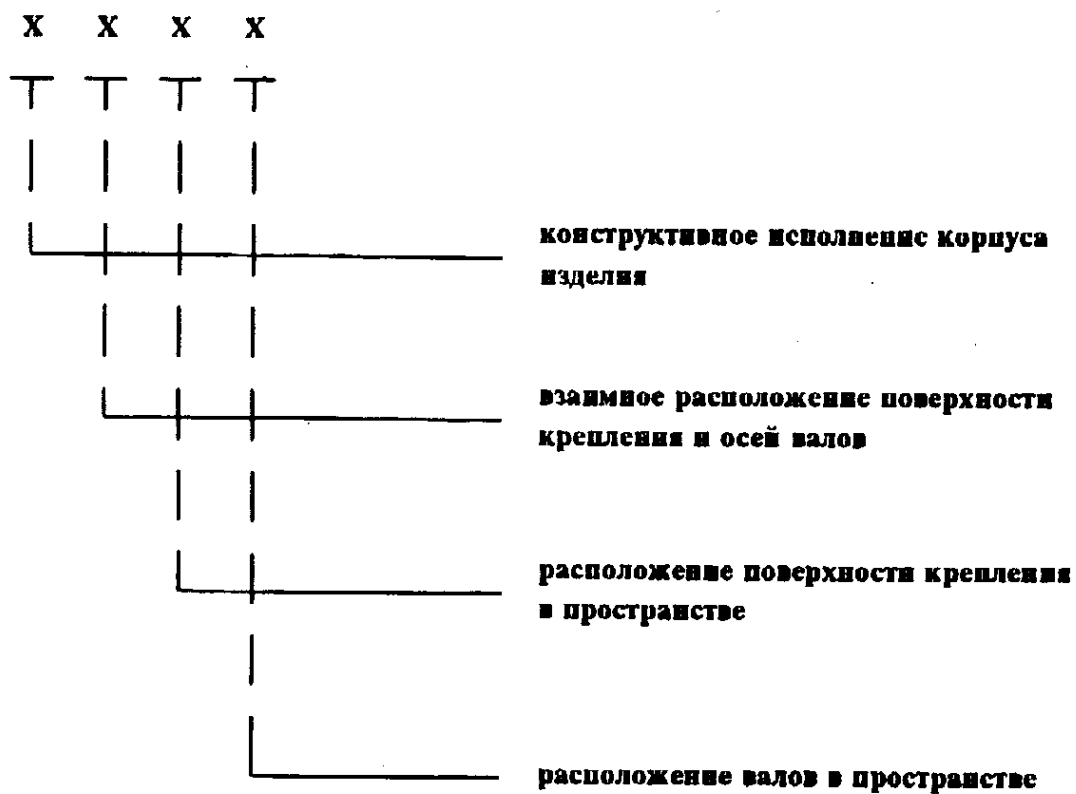 X X X X
конструктивное исполнение корпуса
изделия
взаимное расположение поверхности
крепления и осей валов
расположение поверхности крепления
в пространстве
расположение валов в пространстве